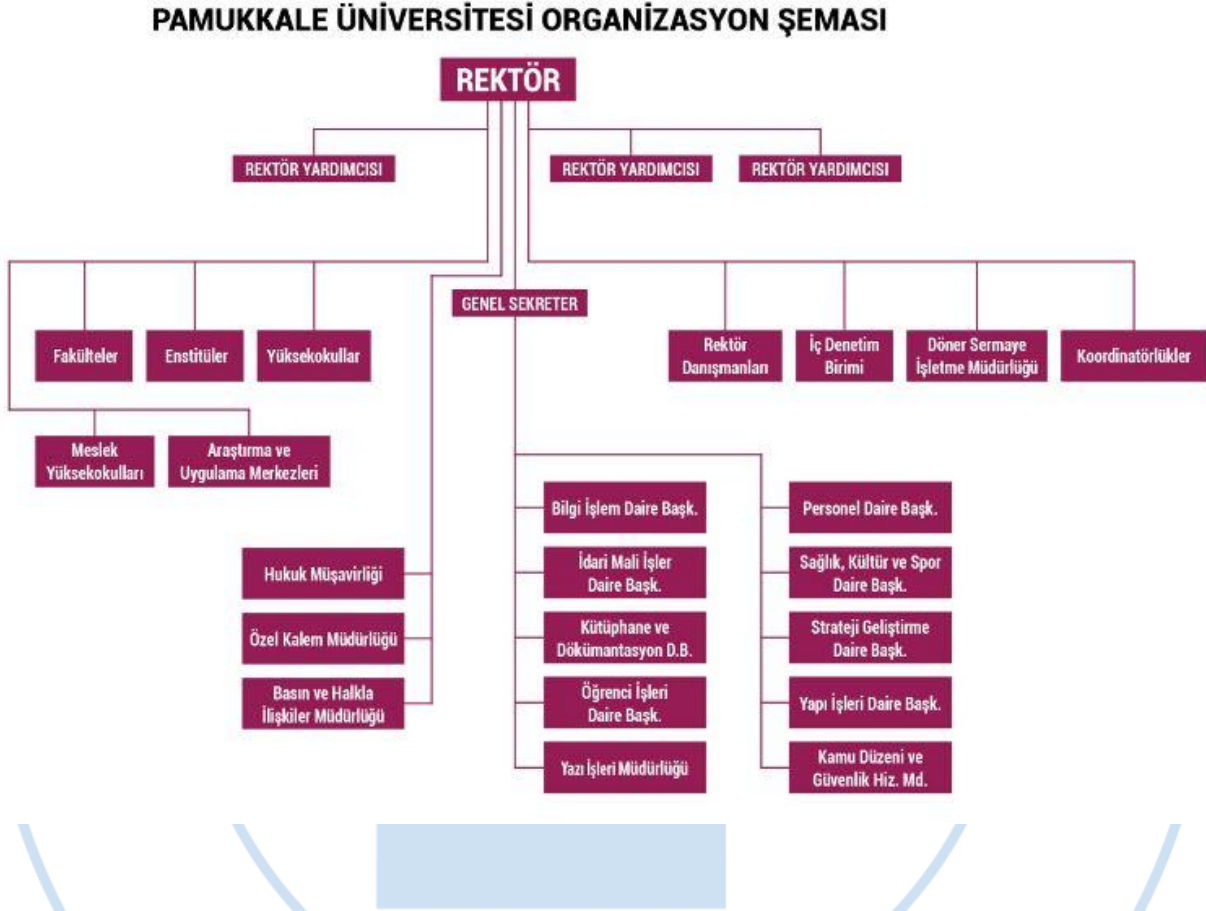 PAMUKKALE ÜNİVERSİTESİ ORGANİZASYON ŞEMASI
REKTÖR
REKTÖR YARDIMCISI
REKTÖR YARDIMCISI
REKTÖR YARDIMCISI
GENEL SEKRETER
Fakülteler
Enstitüler
Yüksekokullar
Rektör
Danışmanları
İç Denetim
Birimi
Döner Sermaye
İşletme Müdürlüğü
Koordinatörlükler
Meslek
Yüksekokulları
Araştırma ve
Uygulama Merkezleri
Hukuk Müşavirliği
Özel Kalem Müdürlüğü
Basın ve Halkla
İlişkiler Müdürlüğü
Bilgi İşlem Daire Başk.
İdari Mali İşler
Daire Başk.
Kütüphane ve
Dökümantasyon D.B.
Öğrenci İşleri
Daire Başk.
Yazı İşleri Müdürlüğü
Personel Daire Başk.
Sağlık, Kültür ve Spor
Daire Başk.
Strateji Geliştirme
Daire Başk.
Yapı İşleri Daire Başk.
Kamu Düzeni ve
Güvenlik Hiz. Md.